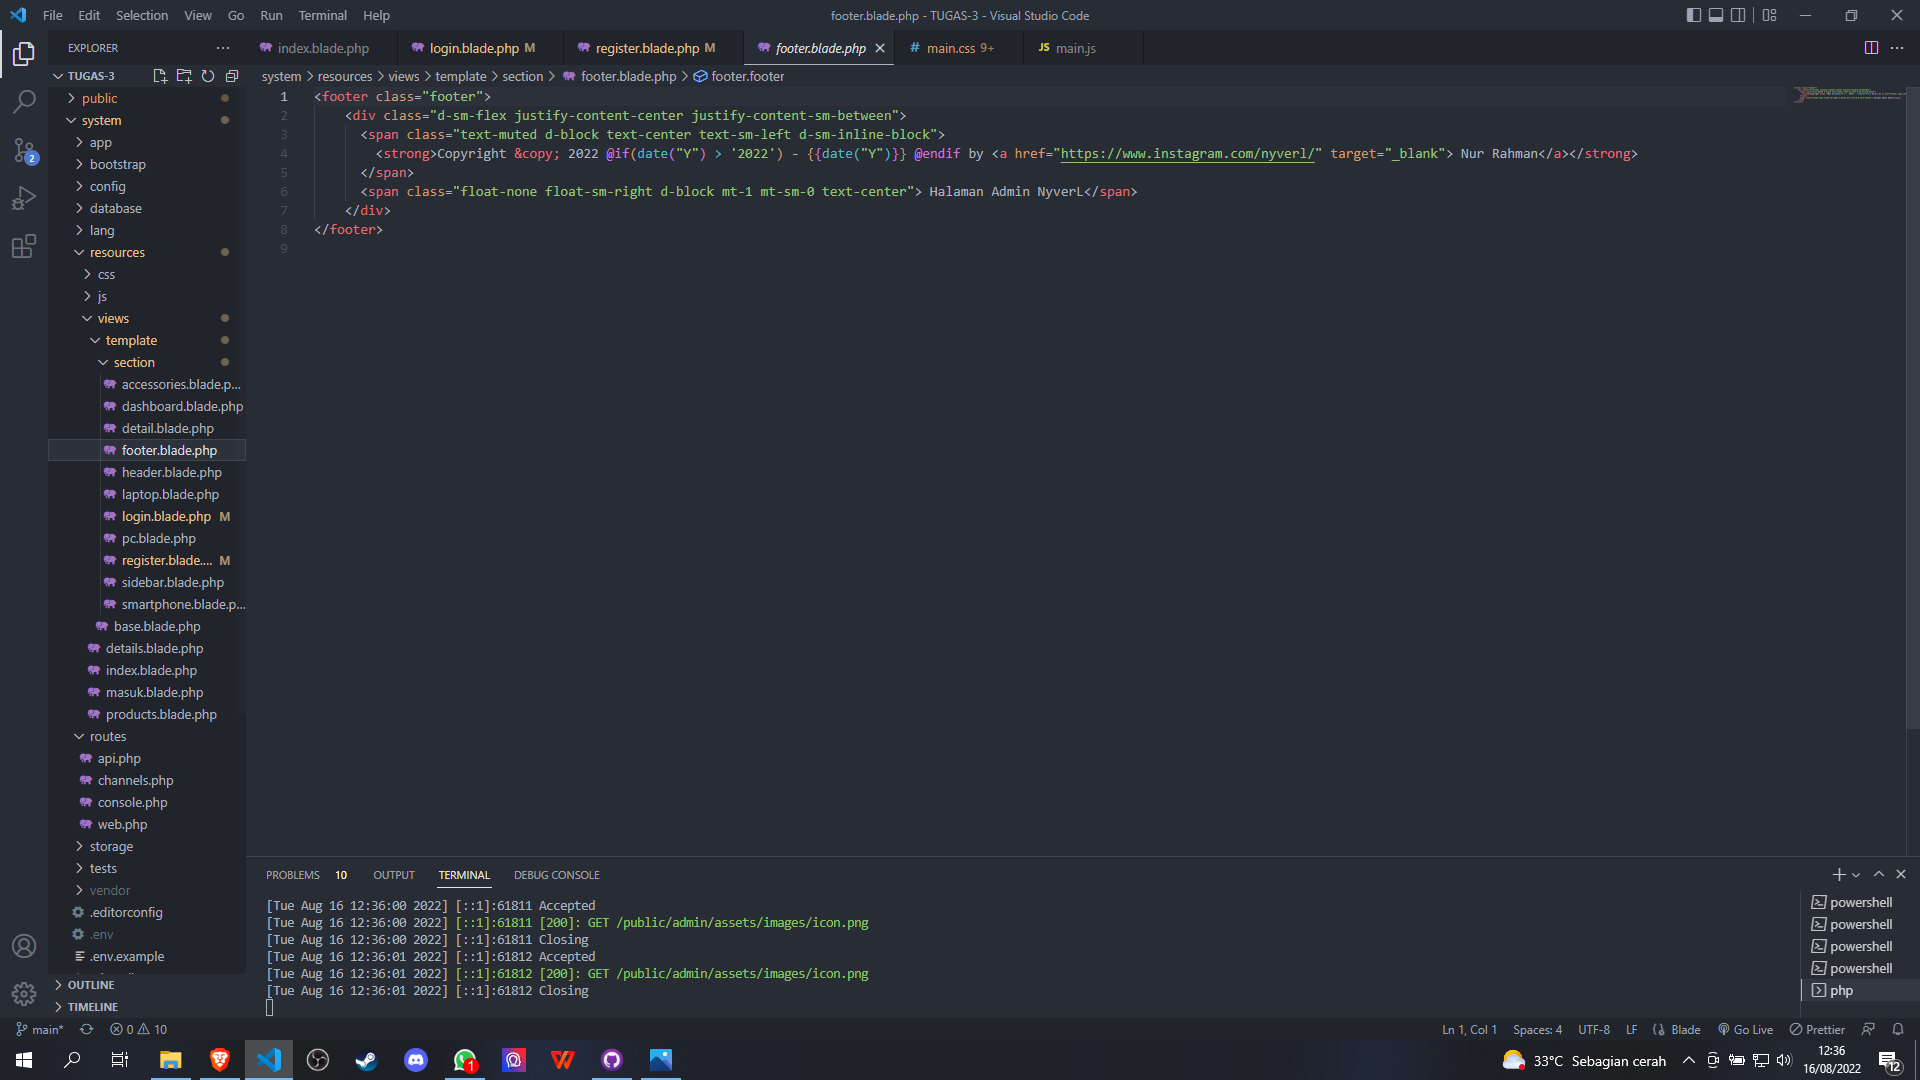 File Edit Selection View Go Run Terminal Help
footer.blade.php - TUGAS-3 - Visual Studio Code
EXPLORER
index.blade.php
login.blade.php M
register.blade.php M
footer.blade.php
# main.css 9+
JS main.js
TUGAS-3
system > resources > views > template > section > footer.blade.php > footer.footer
public
system
app
bootstrap
config
database
lang
resources
css
js
views
template
section
accessories.blade.p...
dashboard.blade.php
detail.blade.php
footer.blade.php
header.blade.php
laptop.blade.php
login.blade.php M
pc.blade.php
register.blade.... M
sidebar.blade.php
smartphone.blade.p...
base.blade.php
details.blade.php
index.blade.php
masuk.blade.php
products.blade.php
routes
api.php
channels.php
console.php
web.php
storage
tests
vendor
.editorconfig
.env
.env.example
OUTLINE
TIMELINE
2
1 <footer class="footer">
2 <div class="d-sm-flex justify-content-center justify-content-sm-between">
3 <span class="text-muted d-block text-center text-sm-left d-sm-inline-block">
4 <strong>Copyright &copy; 2022 @if(date("Y") > '2022') - {{date("Y")}} @endif by <a href="https://www.instagram.com/nyverl/" target="_blank"> Nur Rahman</a></strong>
5 </span>
6 <span class="float-none float-sm-right d-block mt-1 mt-sm-0 text-center"> Halaman Admin NyverL</span>
7 </div>
8 </footer>
9
PROBLEMS 10 OUTPUT TERMINAL DEBUG CONSOLE
[Tue Aug 16 12:36:00 2022] [::1]:61811 Accepted
[Tue Aug 16 12:36:00 2022] [::1]:61811 [200]: GET /public/admin/assets/images/icon.png
[Tue Aug 16 12:36:00 2022] [::1]:61811 Closing
[Tue Aug 16 12:36:01 2022] [::1]:61812 Accepted
[Tue Aug 16 12:36:01 2022] [::1]:61812 [200]: GET /public/admin/assets/images/icon.png
[Tue Aug 16 12:36:01 2022] [::1]:61812 Closing
powershell
powershell
powershell
powershell
php
main* 0 10
Ln 1, Col 1 Spaces: 4 UTF-8 LF Blade Go Live Prettier
1
33°C Sebagian cerah
12:36
16/08/2022
12